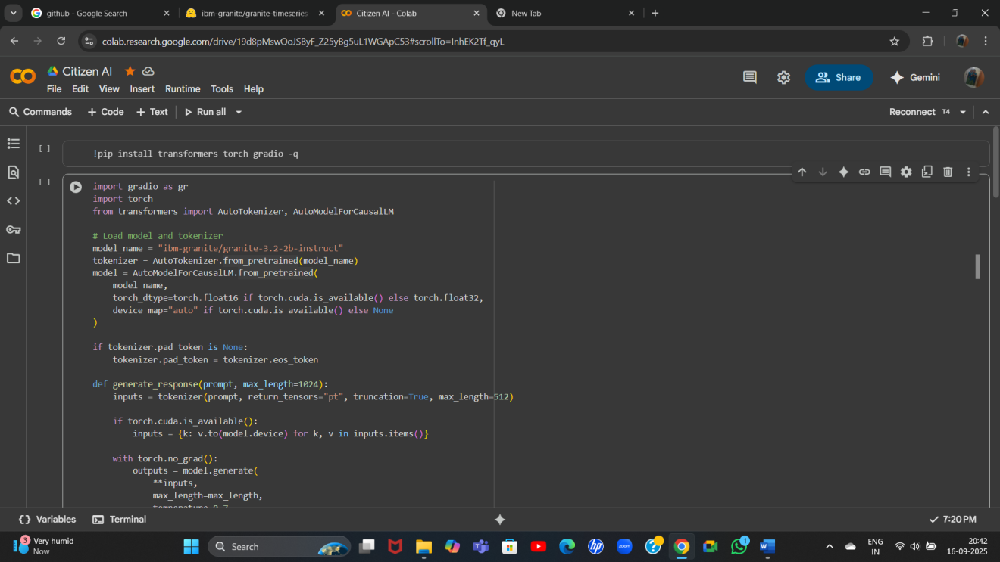 github - Google Search
ibm-granite/granite-timeseries-
Citizen AI - Colab
New Tab
colab.research.google.com/drive/19d8pMswQoJSByF_Z25yBg5uL1WGApC53#scrollTo=InhEK2Tf_qyL
Citizen AI
File Edit View Insert Runtime Tools Help
Share
Gemini
Commands + Code + Text Run all
Reconnect T4
[ ] !pip install transformers torch gradio -q
[ ] import gradio as gr
import torch
from transformers import AutoTokenizer, AutoModelForCausalLM
# Load model and tokenizer
model_name = "ibm-granite/granite-3.2-2b-instruct"
tokenizer = AutoTokenizer.from_pretrained(model_name)
model = AutoModelForCausalLM.from_pretrained(
    model_name,
    torch_dtype=torch.float16 if torch.cuda.is_available() else torch.float32,
    device_map="auto" if torch.cuda.is_available() else None
)
if tokenizer.pad_token is None:
    tokenizer.pad_token = tokenizer.eos_token
def generate_response(prompt, max_length=1024):
    inputs = tokenizer(prompt, return_tensors="pt", truncation=True, max_length=512)
    if torch.cuda.is_available():
        inputs = {k: v.to(model.device) for k, v in inputs.items()}
    with torch.no_grad():
        outputs = model.generate(
            **inputs,
            max_length=max_length,
Variables Terminal
7:20 PM
3
Very humid
Now
Search
zoom
1
ENG
IN
20:42
16-09-2025